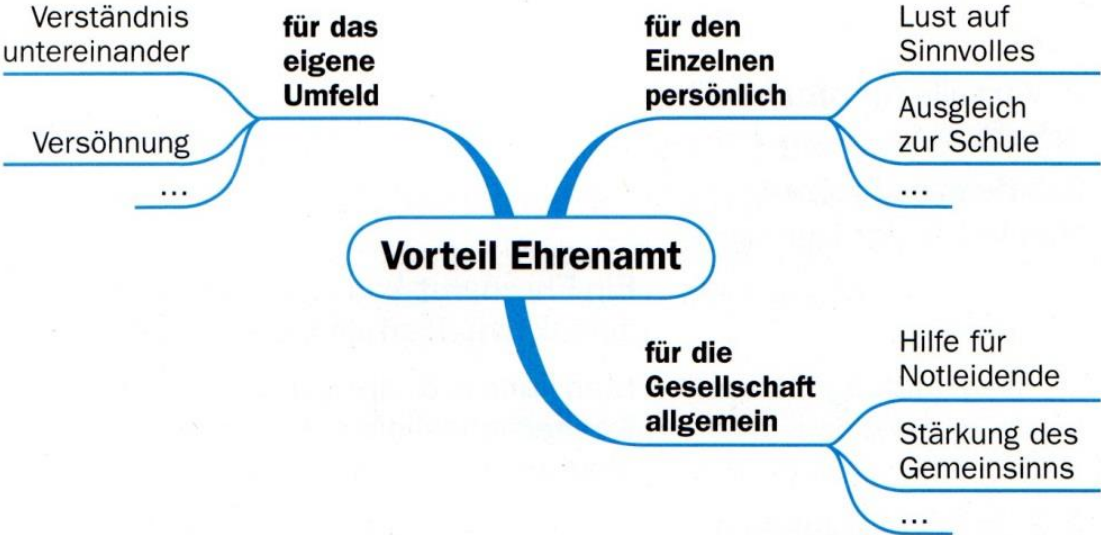 Verständnis
untereinander
Versöhnung
...
für das
eigene
Umfeld
für den
Einzelnen
persönlich
Lust auf
Sinnvolles
Ausgleich
zur Schule
...
Vorteil Ehrenamt
für die
Gesellschaft
allgemein
Hilfe für
Notleidende
Stärkung des
Gemeinsinns
...